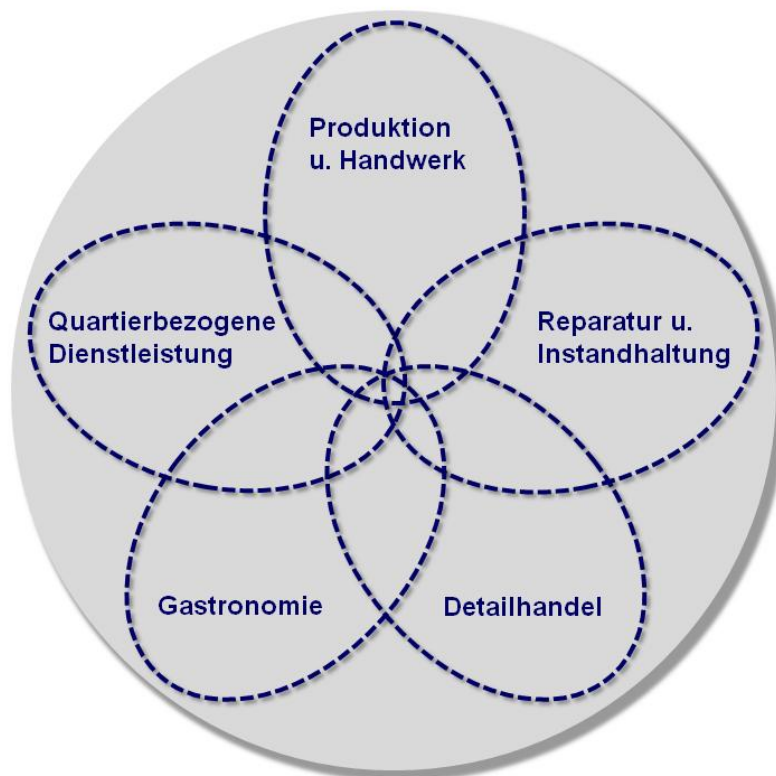 Produktion
u. Handwerk
Quartierbezogene
Dienstleistung
Reparatur u.
Instandhaltung
Gastronomie
Detailhandel